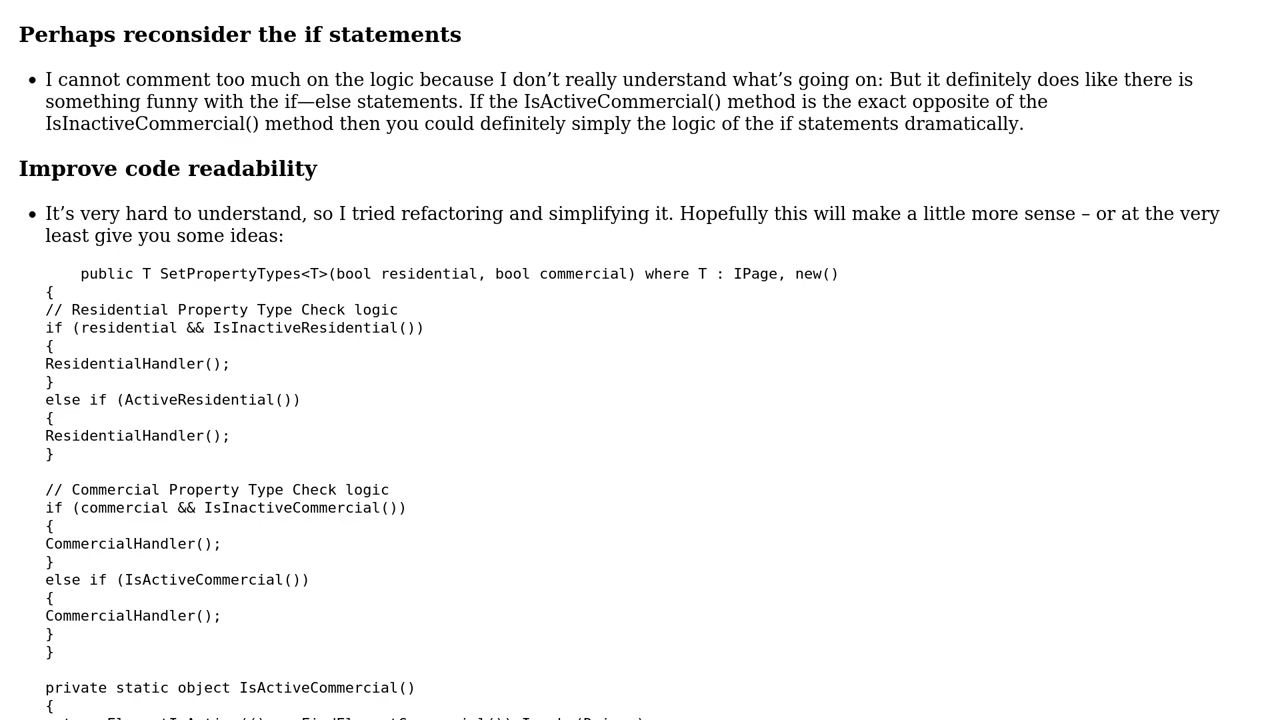 Perhaps reconsider the if statements
• I cannot comment too much on the logic because I don’t really understand what’s going on: But it definitely does like there is
something funny with the if—else statements. If the IsActiveCommercial() method is the exact opposite of the
IsInactiveCommercial() method then you could definitely simply the logic of the if statements dramatically.
Improve code readability
• It’s very hard to understand, so I tried refactoring and simplifying it. Hopefully this will make a little more sense – or at the very
least give you some ideas:
public T SetPropertyTypes<T>(bool residential, bool commercial) where T : IPage, new()
{
// Residential Property Type Check logic
if (residential && IsInactiveResidential())
{
ResidentialHandler();
}
else if (ActiveResidential())
{
ResidentialHandler();
}
// Commercial Property Type Check logic
if (commercial && IsInactiveCommercial())
{
CommercialHandler();
}
else if (IsActiveCommercial())
{
CommercialHandler();
}
}
private static object IsActiveCommercial()
{